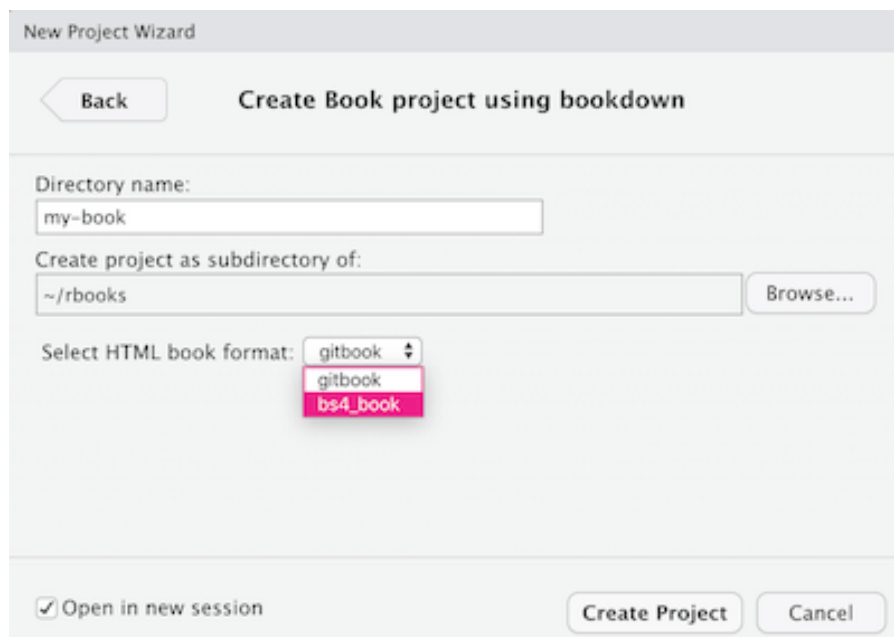 New Project Wizard
Back
Create Book project using bookdown
Directory name:
my-book
Create project as subdirectory of:
~/rbooks
Browse...
Select HTML book format: gitbook
gitbook
bs4_book
Open in new session
Create Project
Cancel